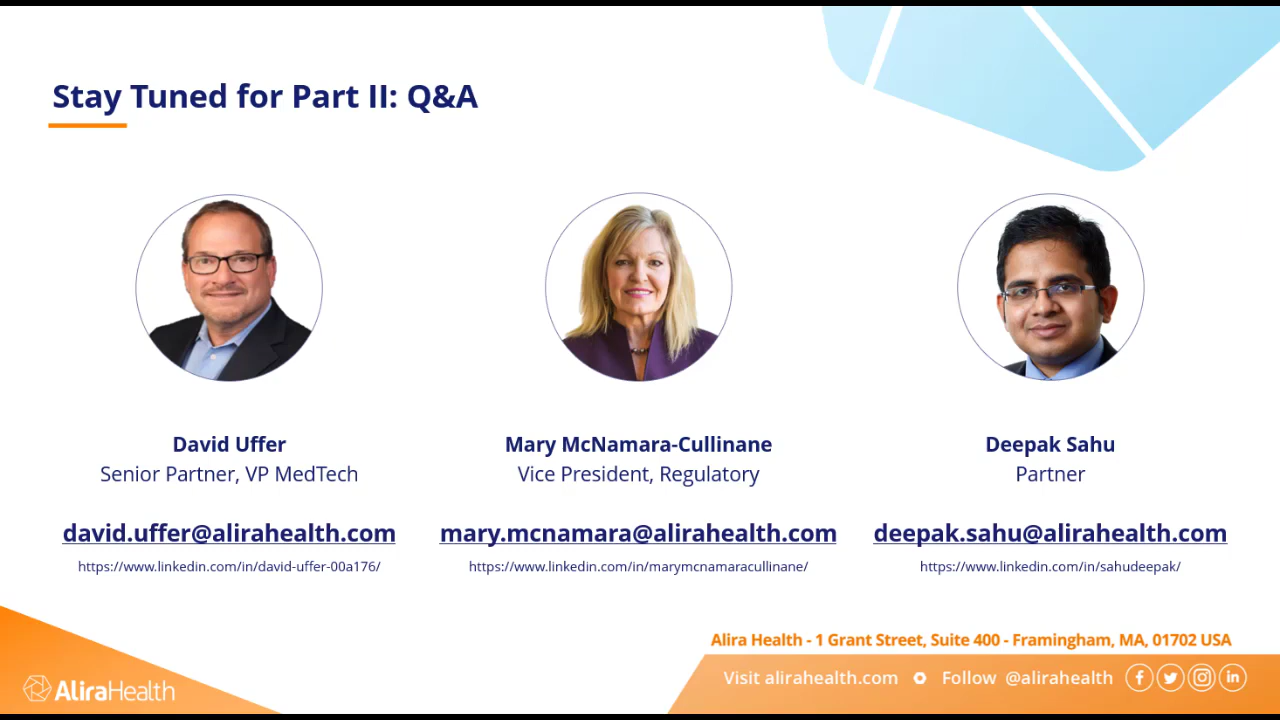 Stay Tuned for Part II: Q&A
David Uffer
Senior Partner, VP MedTech
david.uffer@alirahealth.com
https://www.linkedin.com/in/david-uffer-00a176/
Mary McNamara-Cullinane
Vice President, Regulatory
mary.mcnamara@alirahealth.com
https://www.linkedin.com/in/marymcnamaracullinane/
Deepak Sahu
Partner
deepak.sahu@alirahealth.com
https://www.linkedin.com/in/sahudeepak/
Alira Health - 1 Grant Street, Suite 400 - Framingham, MA, 01702 USA
AliraHealth
Visit alirahealth.com Follow @alirahealth